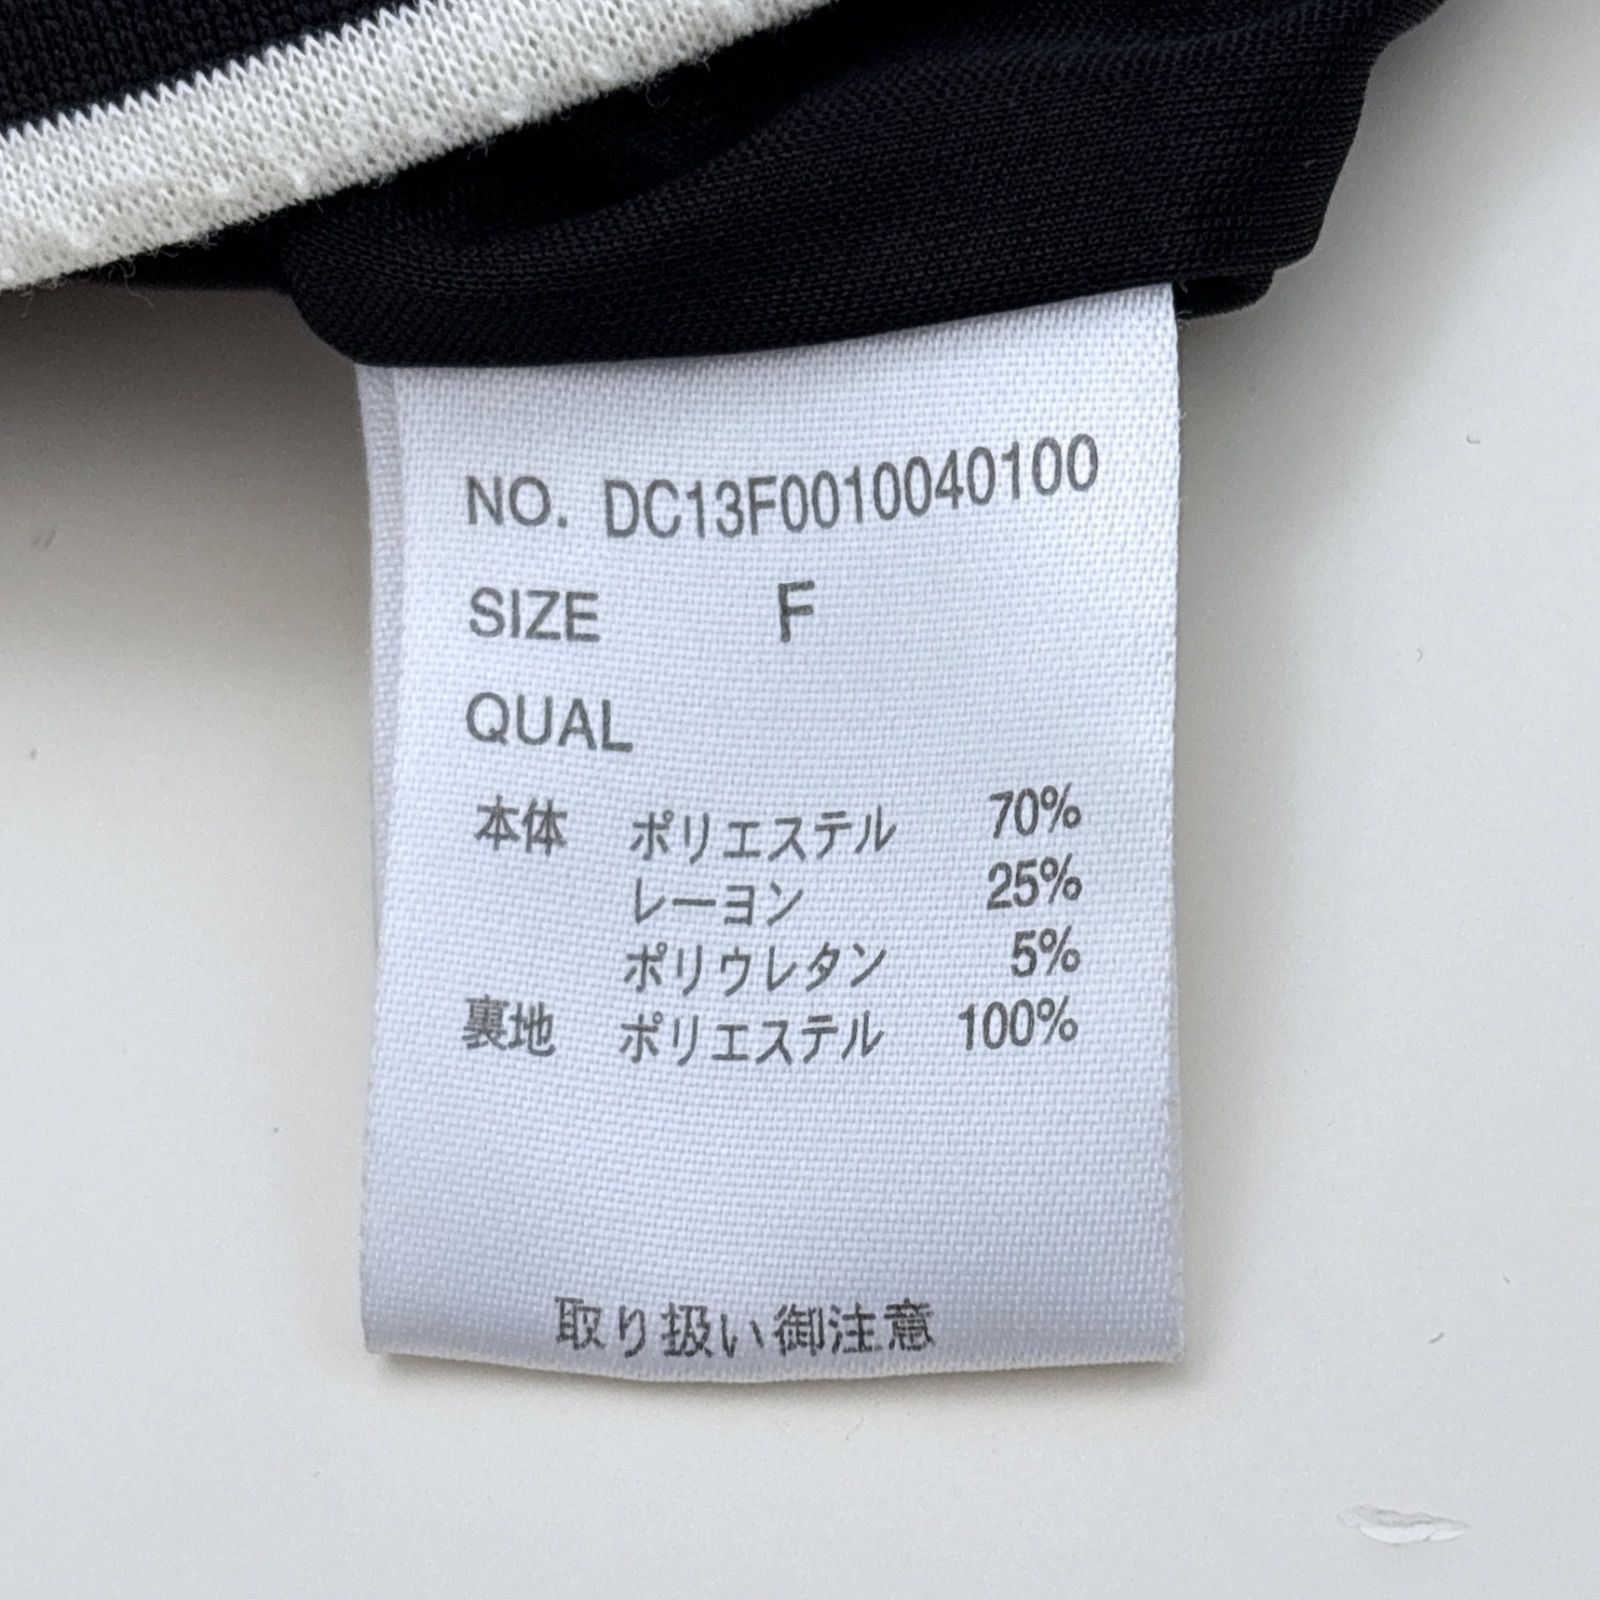 NO. DC13F0010040100
SIZE F
QUAL
本体 ポリエステル 70%
レーヨン 25%
ポリウレタン 5%
裏地 ポリエステル 100%
取り扱い御注意